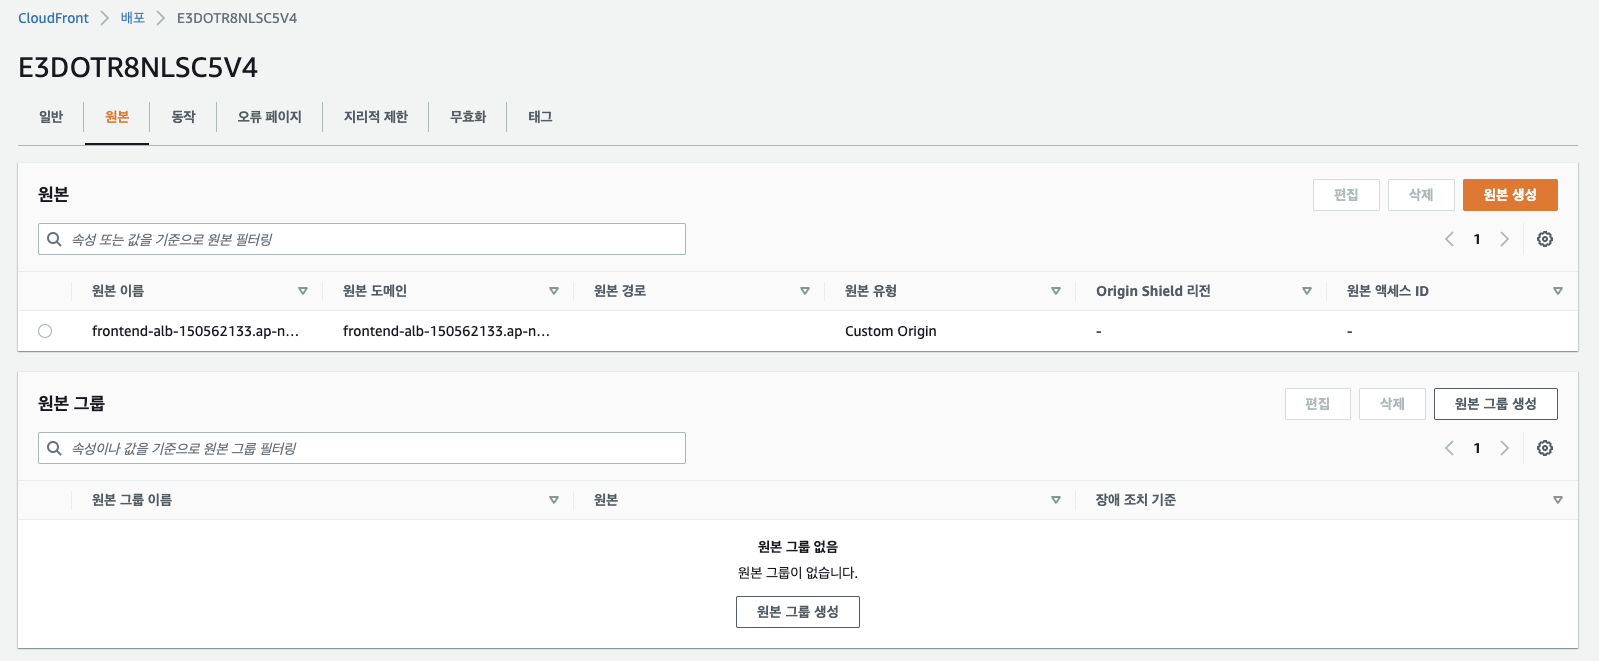 CloudFront 배포 E3DOTR8NLSC5V4
E3DOTR8NLSC5V4
일반 원본 동작 오류 페이지 지리적 제한 무효화 태그
원본 편집 삭제 원본 생성
속성 또는 값을 기준으로 원본 필터링 1
원본 이름 원본 도메인 원본 경로 원본 유형 Origin Shield 리전 원본 액세스 ID
frontend-alb-150562133.ap-n... frontend-alb-150562133.ap-n... Custom Origin - -
원본 그룹 편집 삭제 원본 그룹 생성
속성이나 값을 기준으로 원본 그룹 필터링 1
원본 그룹 이름 원본 장애 조치 기준
원본 그룹 없음
원본 그룹이 없습니다.
원본 그룹 생성